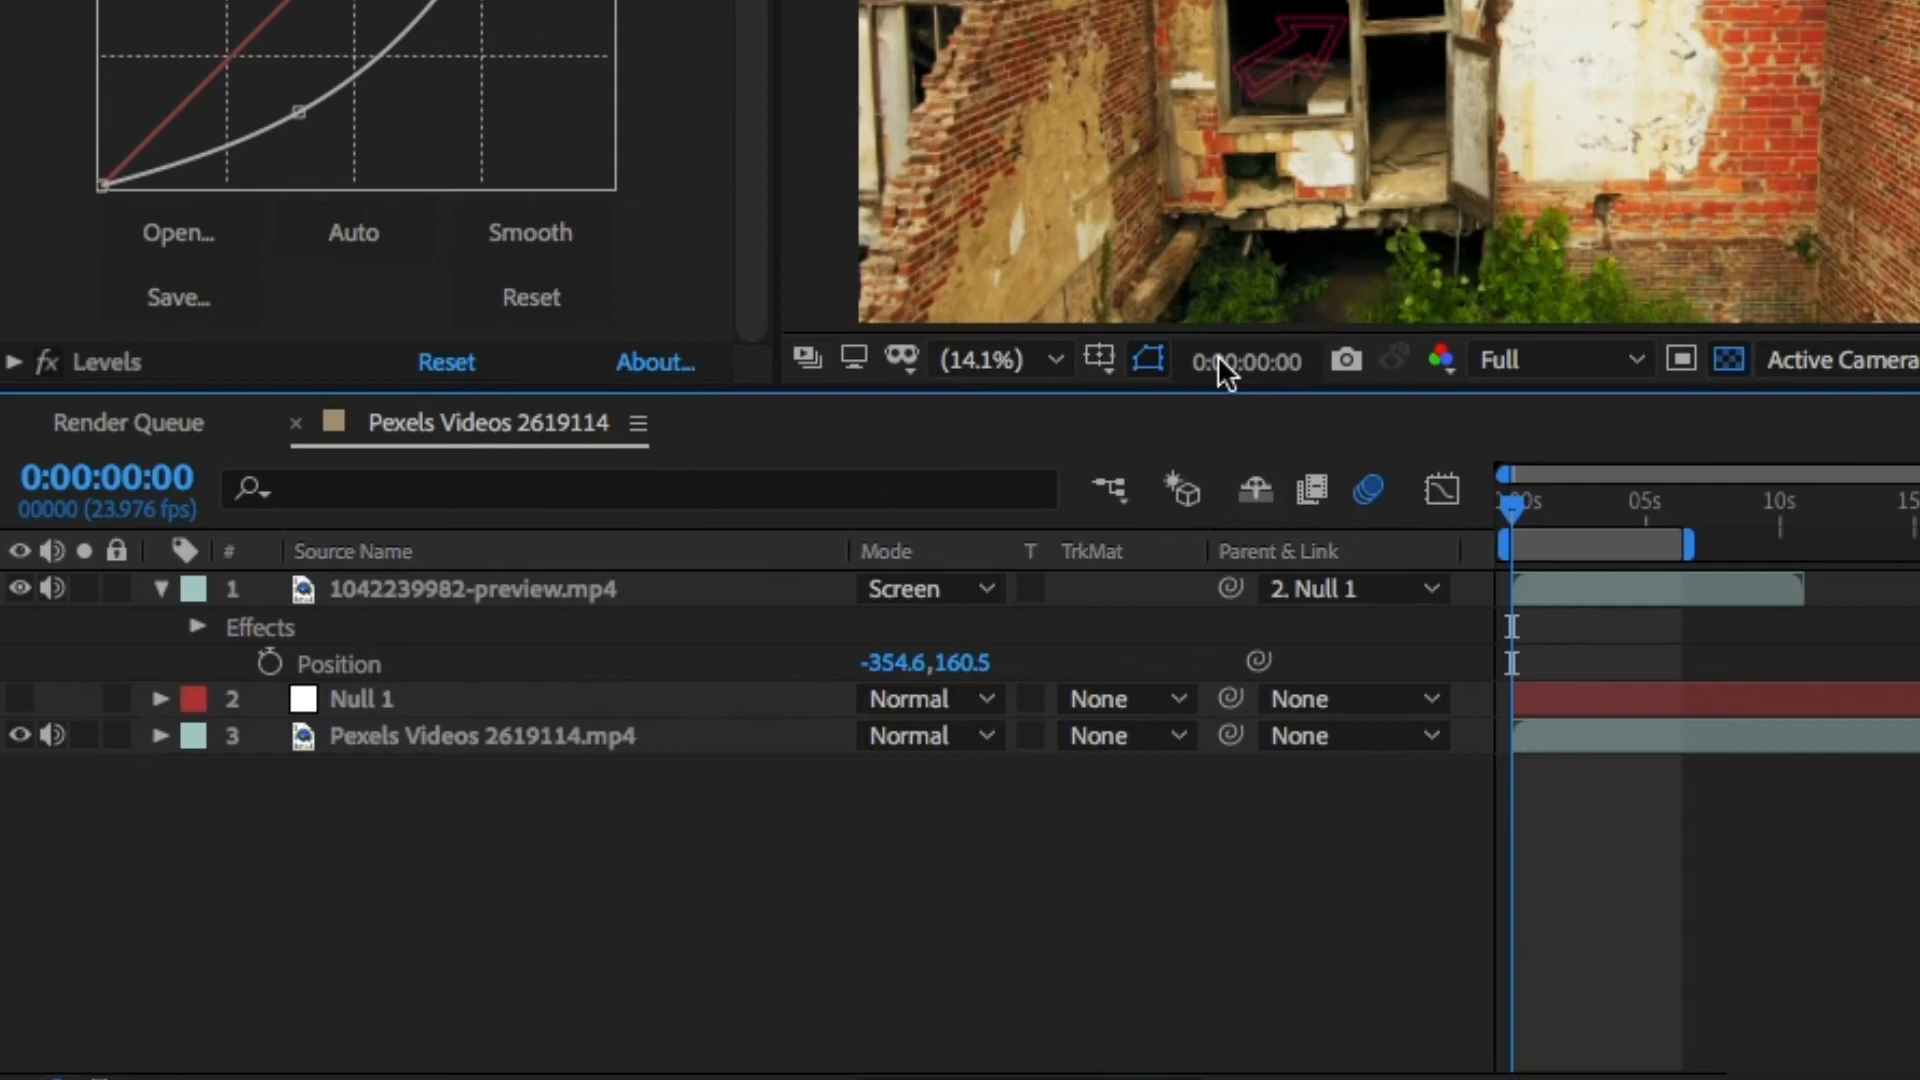 Open... Auto Smooth
Save... Reset
fx Levels Reset About...
(14.1%) 0:00:00:00 Full Active Camera
Render Queue × Pexels Videos 2619114
0:00:00:00
00000 (23.976 fps)
05s 10s
# Source Name Mode T TrkMat Parent & Link
1 1042239982-preview.mp4 Screen 2. Null 1
Effects
Position -354.6,160.5
2 Null 1 Normal None None
3 Pexels Videos 2619114.mp4 Normal None None